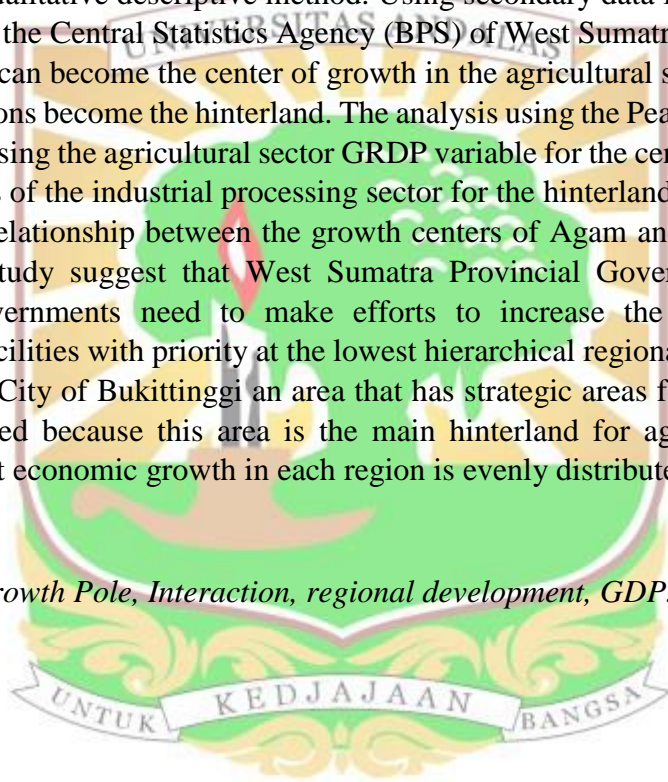 uantitative descriptive method. Using secondary data
the Central Statistics Agency (BPS) of West Sumatr
UNIVERSITAS ANDALAS
can become the center of growth in the agricultural s
ons become the hinterland. The analysis using the Pea
sing the agricultural sector GRDP variable for the cen
s of the industrial processing sector for the hinterland
elationship between the growth centers of Agam an
tudy suggest that West Sumatra Provincial Gover
vernments need to make efforts to increase the
cilities with priority at the lowest hierarchical regiona
City of Bukittinggi an area that has strategic areas f
ed because this area is the main hinterland for ag
t economic growth in each region is evenly distribute
rowth Pole, Interaction, regional development, GDP.
UNTUK KEDJAJAAN BANGSA